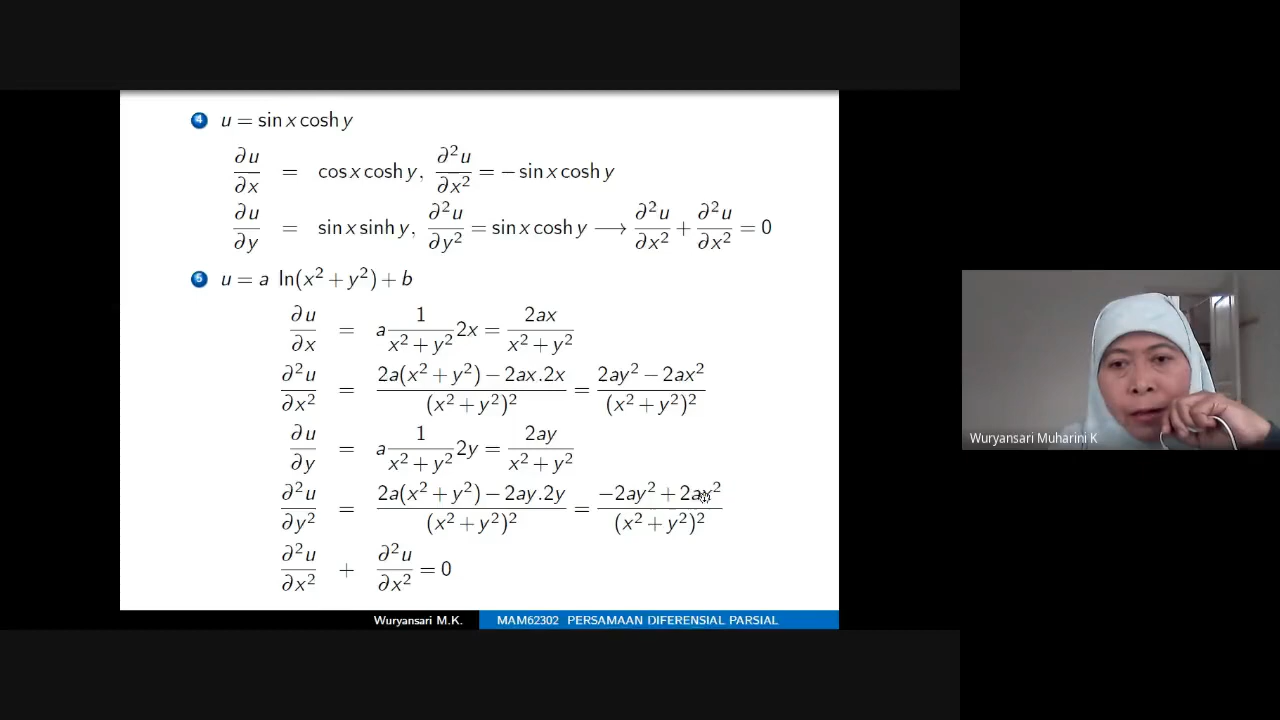 4 u = sin x cosh y
∂u/∂x = cos x cosh y, ∂²u/∂x² = − sin x cosh y
∂u/∂y = sin x sinh y, ∂²u/∂y² = sin x cosh y ⟶ ∂²u/∂x² + ∂²u/∂x² = 0
5 u = a ln(x² + y²) + b
∂u/∂x = a 1/(x² + y²) 2x = 2ax/(x² + y²)
∂²u/∂x² = (2a(x² + y²) − 2ax.2x)/(x² + y²)² = (2ay² − 2ax²)/(x² + y²)²
∂u/∂y = a 1/(x² + y²) 2y = 2ay/(x² + y²)
∂²u/∂y² = (2a(x² + y²) − 2ay.2y)/(x² + y²)² = (−2ay² + 2ax²)/(x² + y²)²
∂²u/∂x² + ∂²u/∂x² = 0
Wuryansari M.K. MAM62302 PERSAMAAN DIFERENSIAL PARSIAL
Wuryansari Muharini K